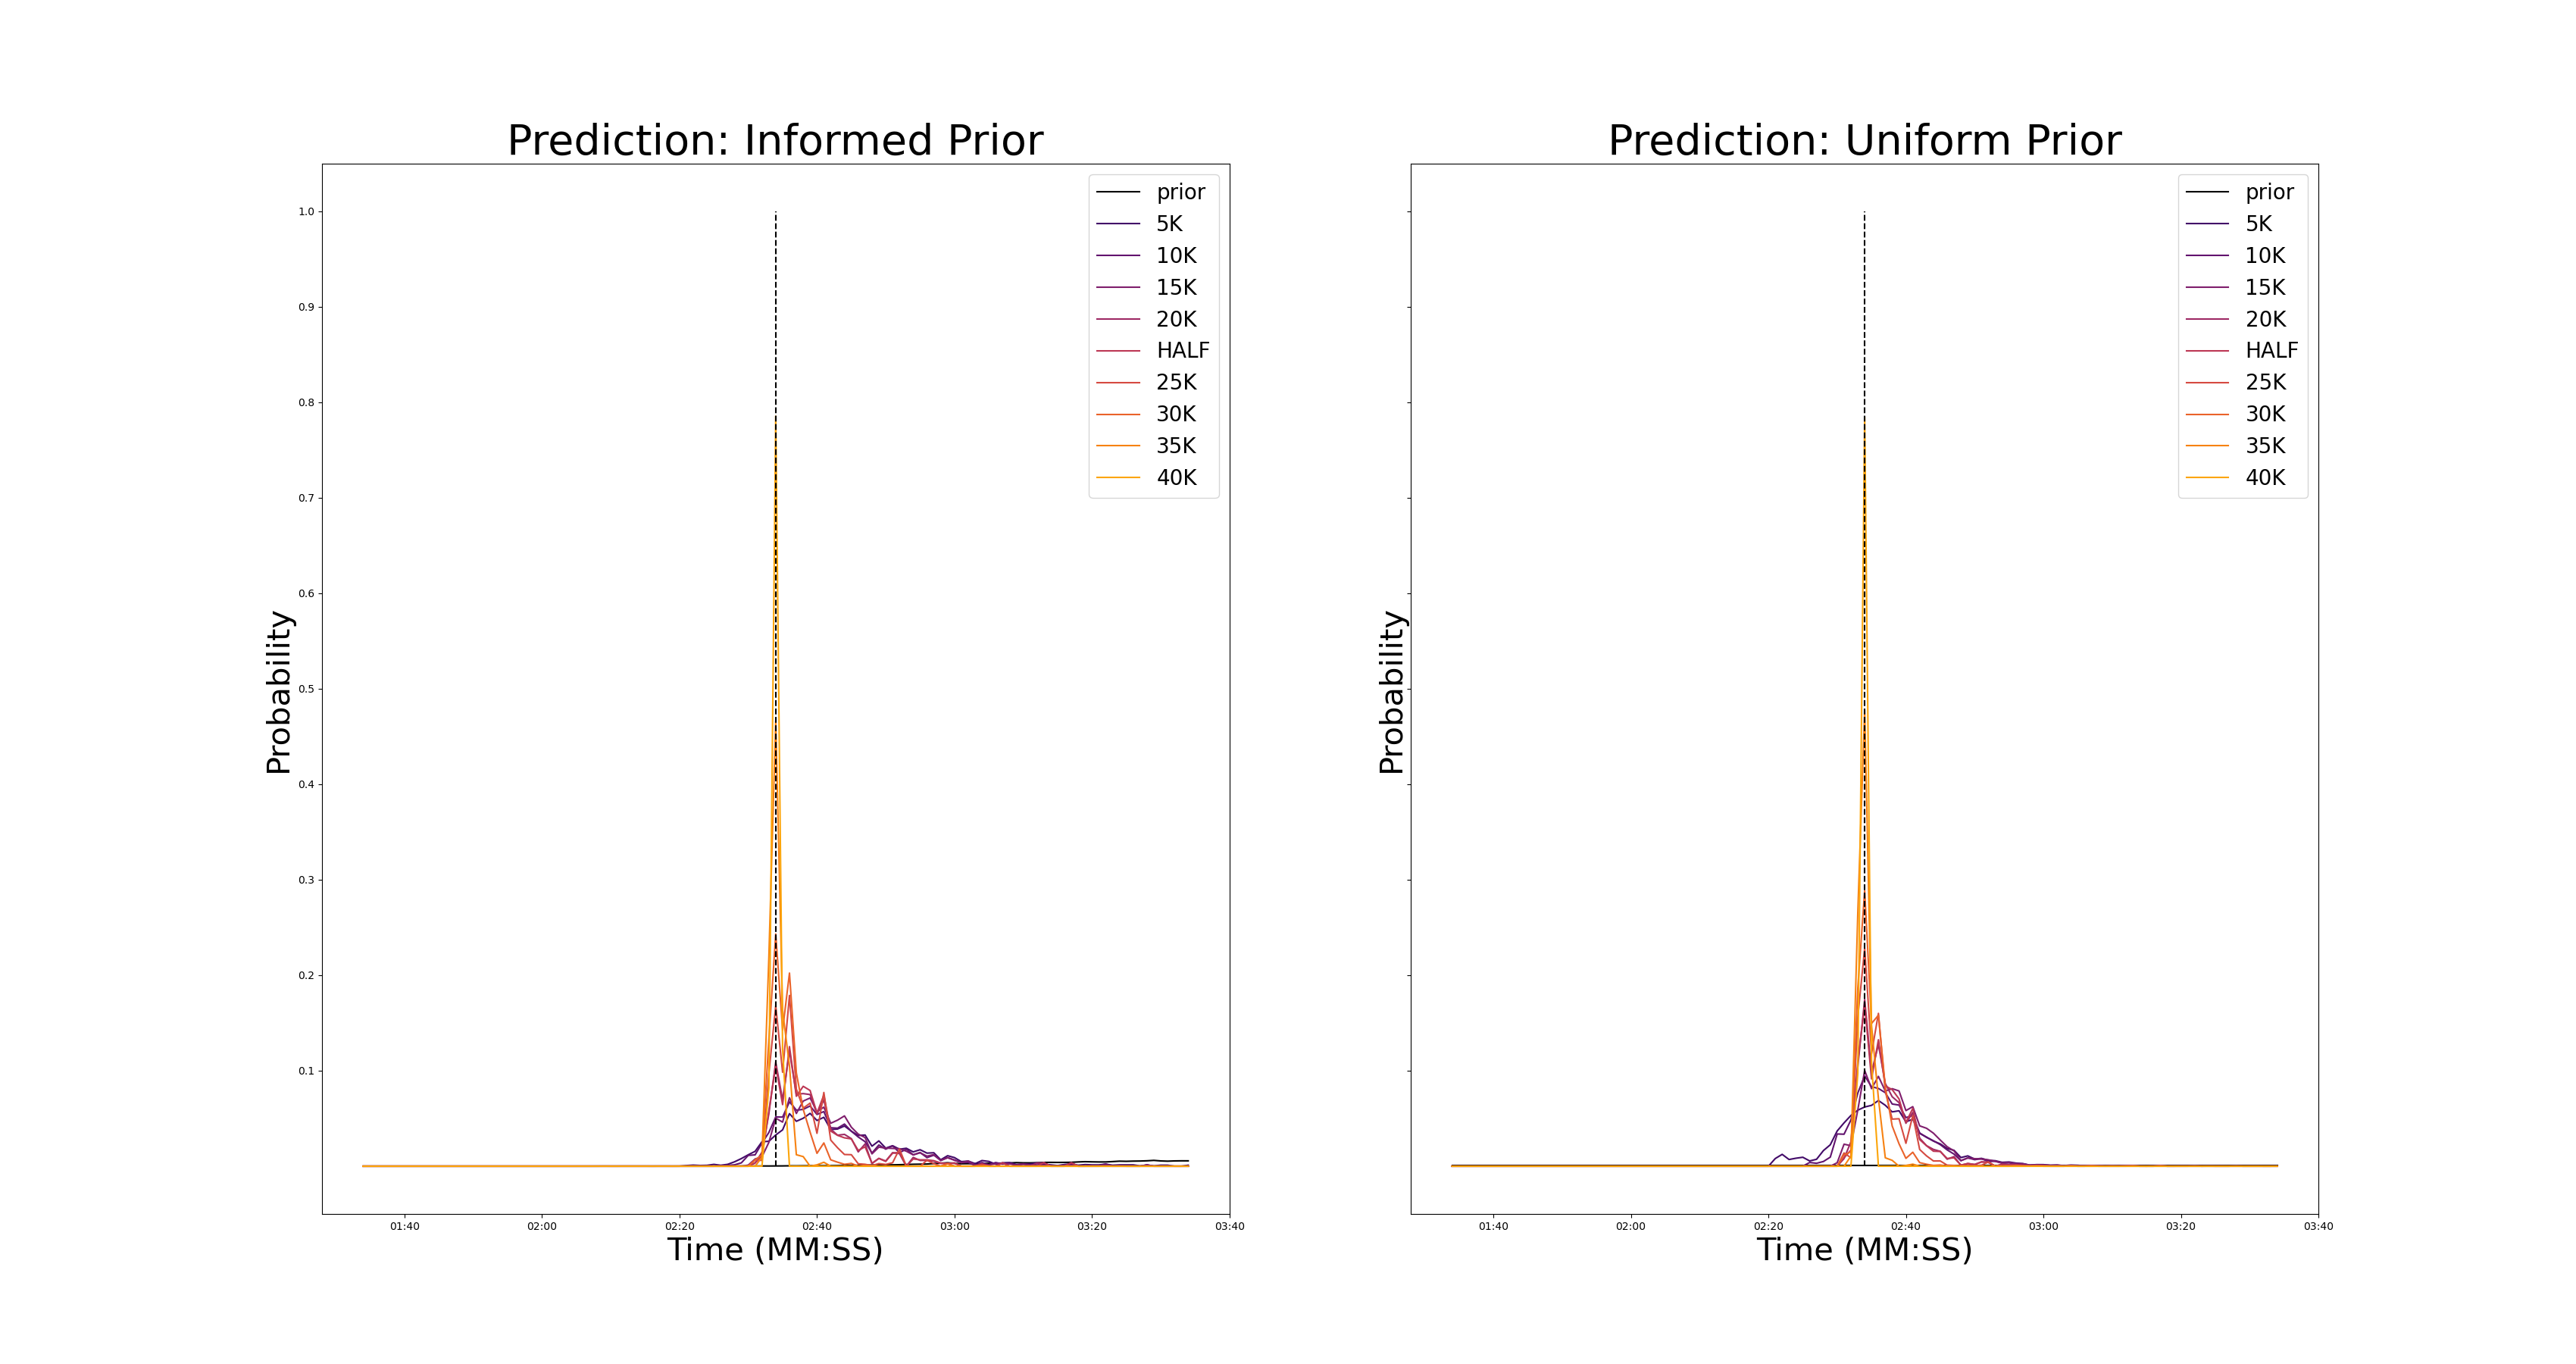 Prediction: Informed Prior
Probability
1.0
0.9
0.8
0.7
0.6
0.5
0.4
0.3
0.2
0.1
prior
5K
10K
15K
20K
HALF
25K
30K
35K
40K
01:40 02:00 02:20 02:40 03:00 03:20 03:40
Time (MM:SS)
Prediction: Uniform Prior
Probability
prior
5K
10K
15K
20K
HALF
25K
30K
35K
40K
01:40 02:00 02:20 02:40 03:00 03:20 03:40
Time (MM:SS)